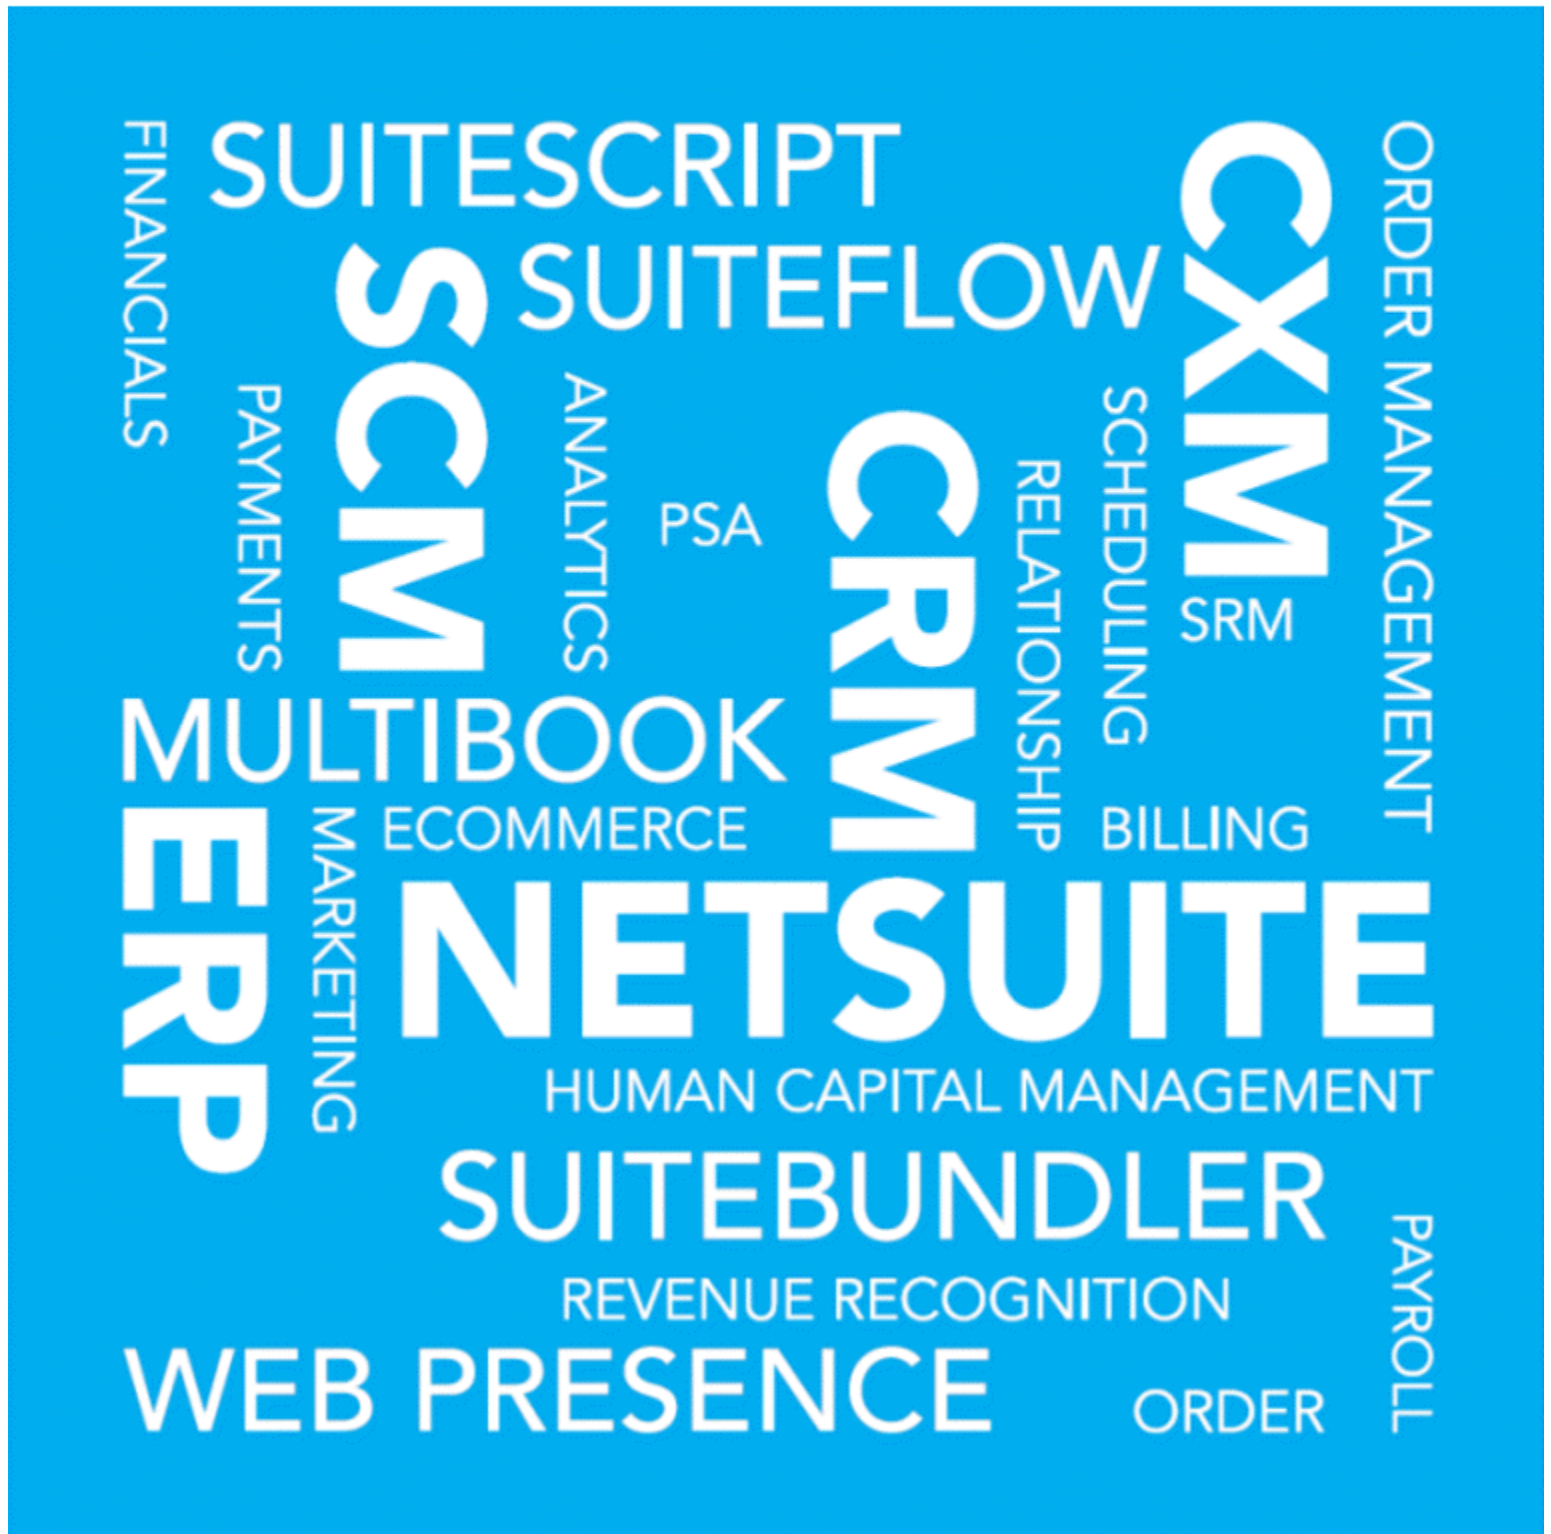 FINANCIALS
SUITESCRIPT
CXM
ORDER MANAGEMENT
SCM
SUITEFLOW
PAYMENTS
ANALYTICS
PSA
CRM
RELATIONSHIP
SCHEDULING
SRM
MULTIBOOK
ERP
MARKETING
ECOMMERCE
BILLING
NETSUITE
HUMAN CAPITAL MANAGEMENT
SUITEBUNDLER
PAYROLL
REVENUE RECOGNITION
WEB PRESENCE
ORDER